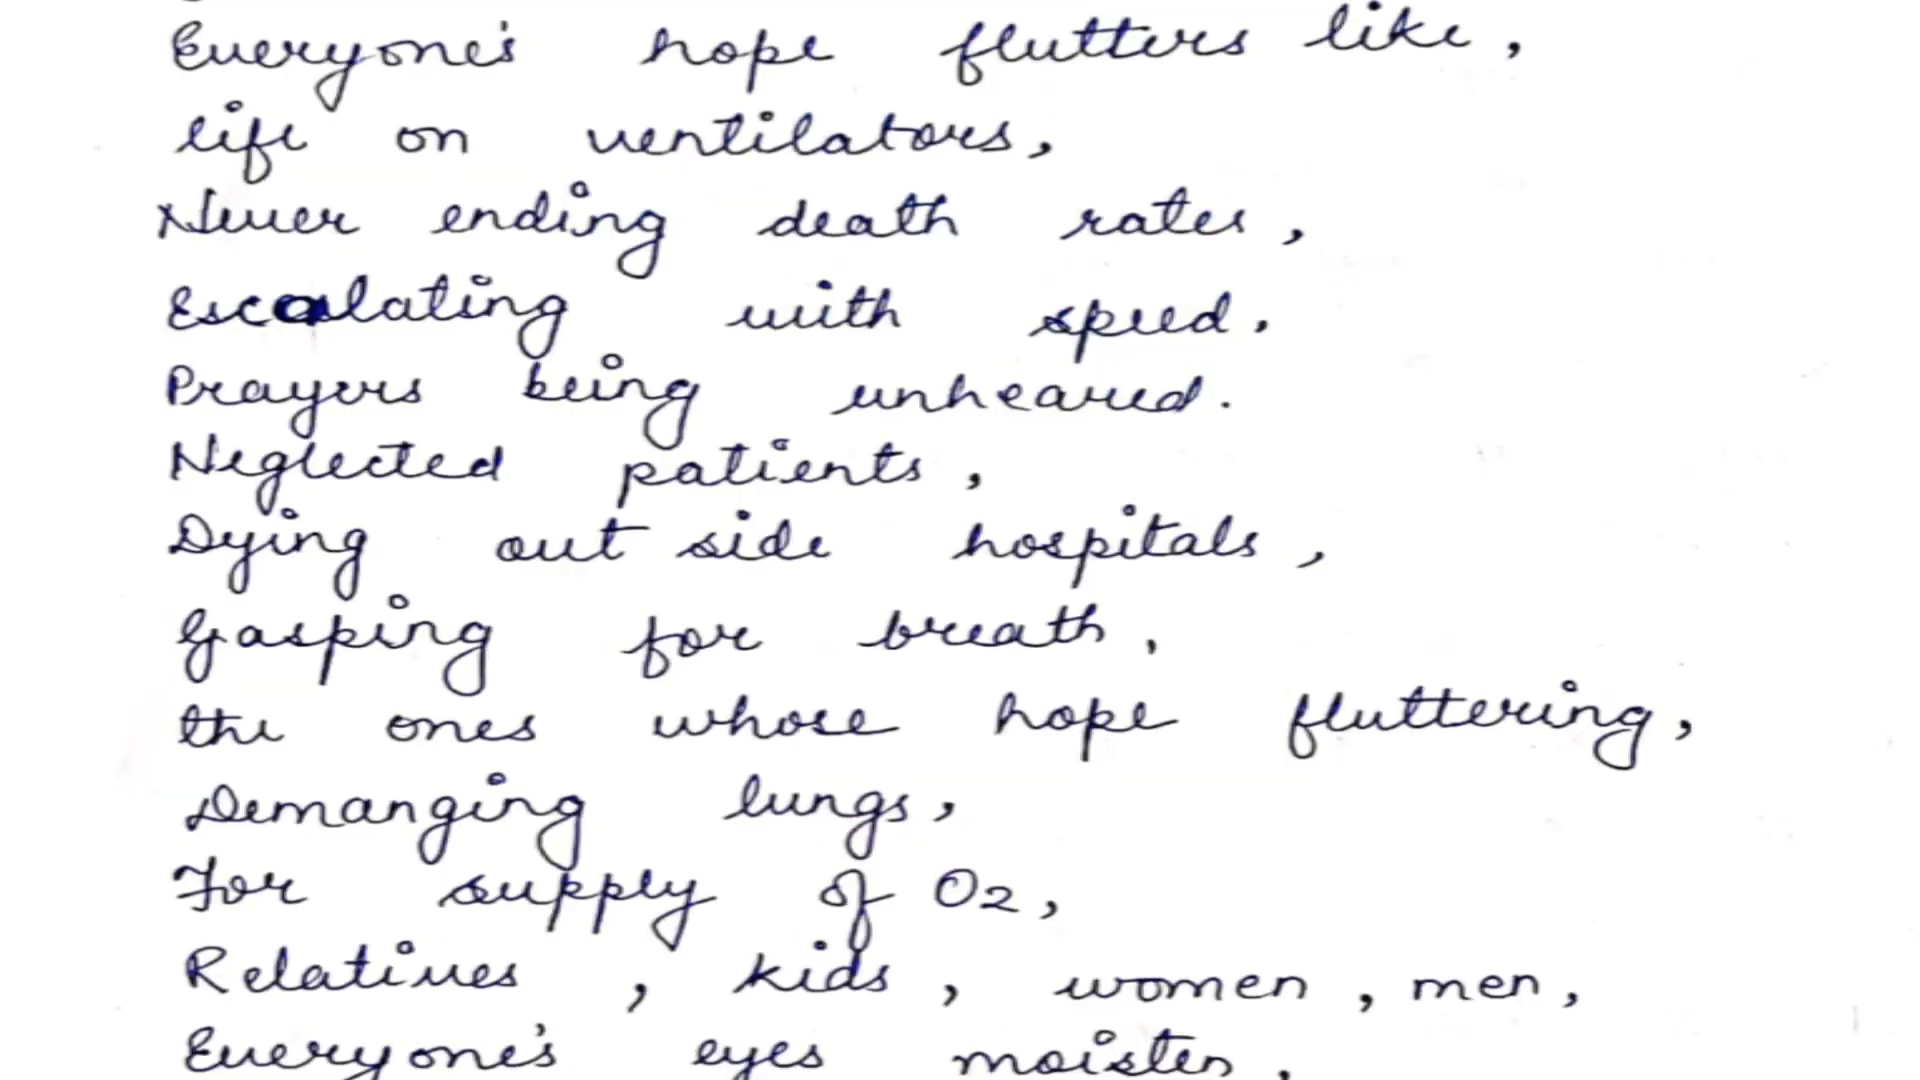 Everyone's hope flutters like,
life on ventilators,
Never ending death rates,
Escalating with speed.
Prayers being unheared.
Neglected patients,
Dying out side hospitals,
Gasping for breath,
the ones whose hope fluttering,
Demanging lungs,
For supply of O2,
Relatives, kids, women, men,
Everyone's eyes moisten,